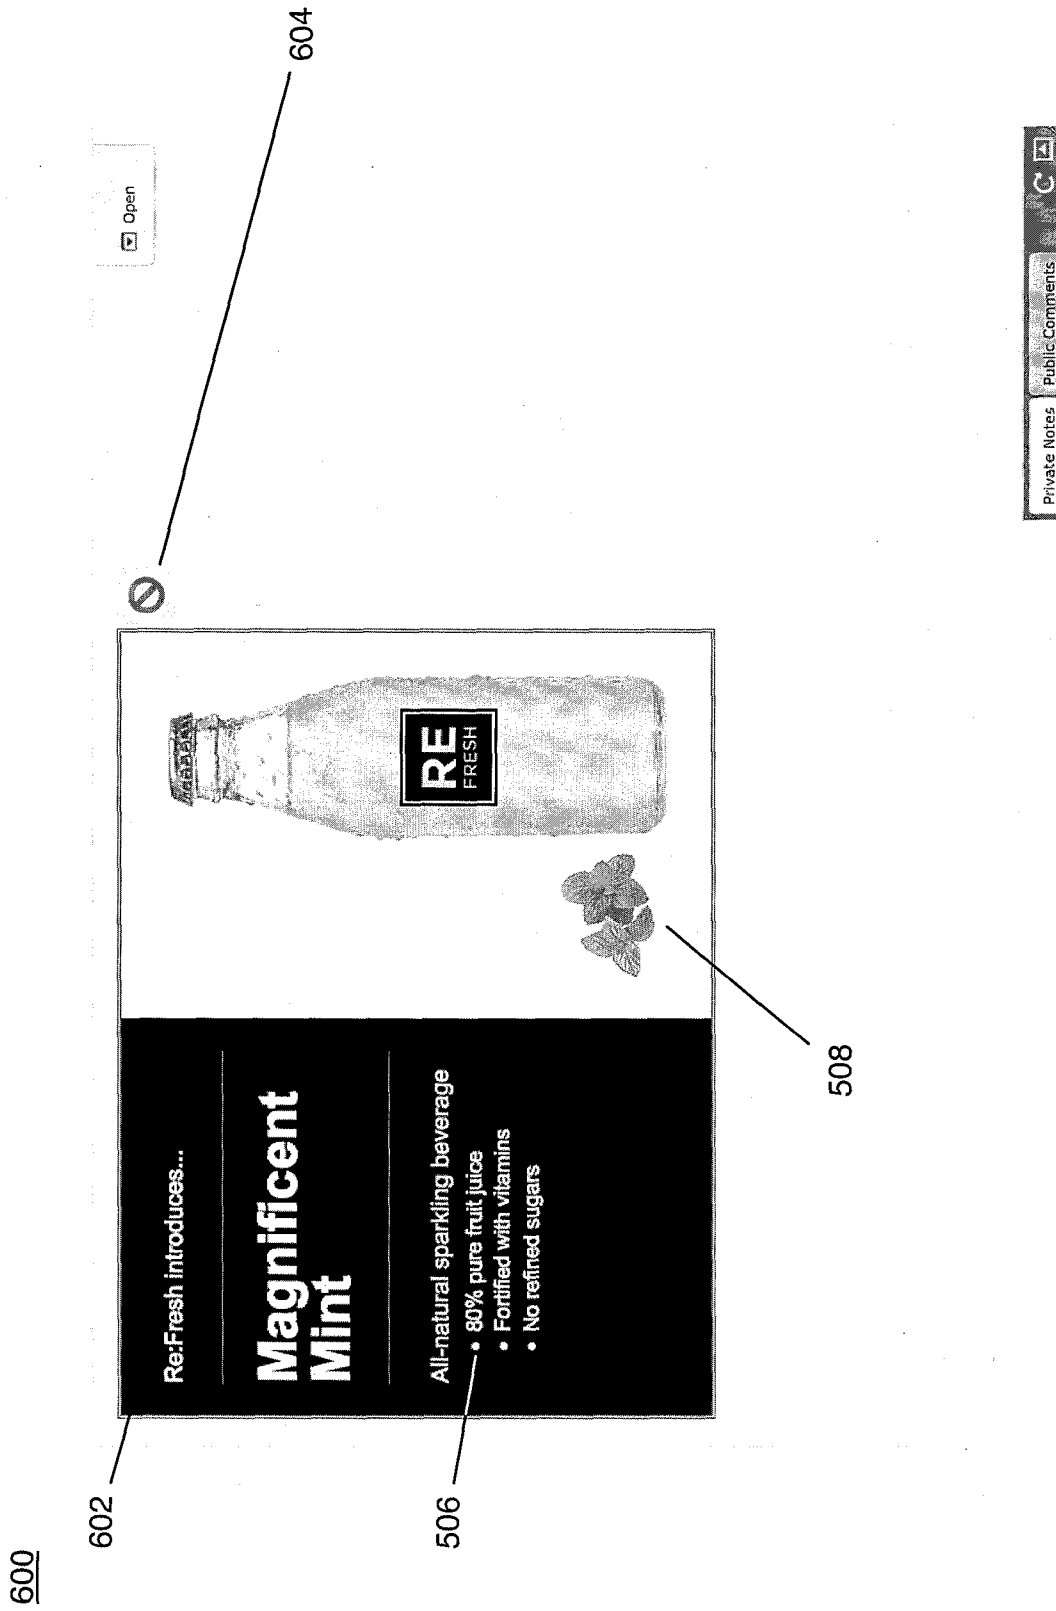 600
602
604
Open
Re:Fresh introduces...
Magnificent
Mint
All-natural sparkling beverage
• 80% pure fruit juice
• Fortified with vitamins
• No refined sugars
RE
FRESH
506
508
Private Notes
Public Comments